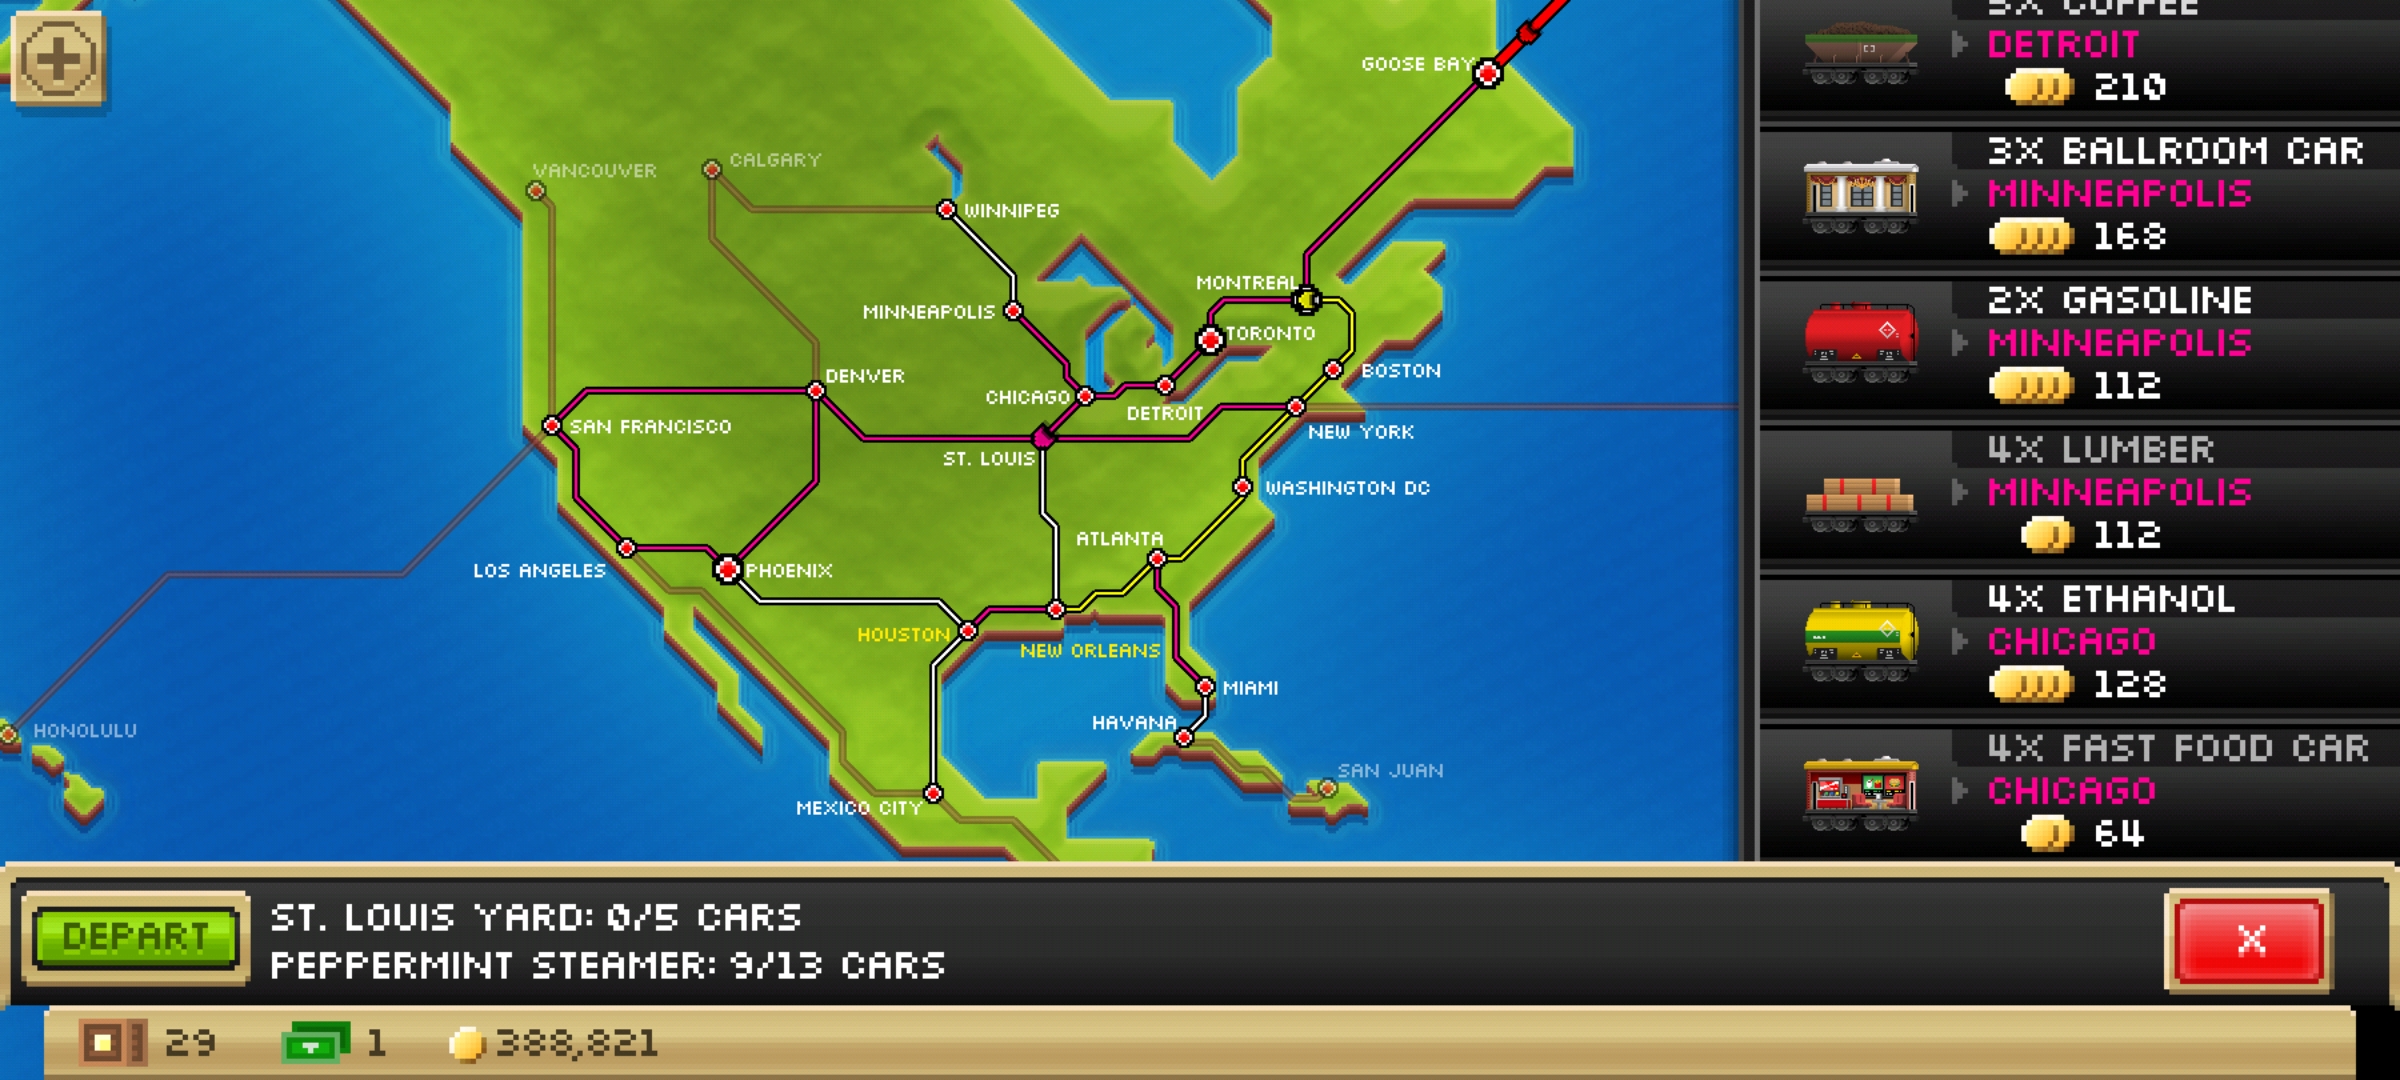 GOOSE BAY
VANCOUVER
CALGARY
WINNIPEG
MONTREAL
MINNEAPOLIS
TORONTO
DENVER
BOSTON
CHICAGO
DETROIT
SAN FRANCISCO
NEW YORK
ST. LOUIS
WASHINGTON DC
ATLANTA
LOS ANGELES
PHOENIX
HOUSTON
NEW ORLEANS
MIAMI
HAVANA
HONOLULU
SAN JUAN
MEXICO CITY
COFFEE
DETROIT
210
3X BALLROOM CAR
MINNEAPOLIS
168
2X GASOLINE
MINNEAPOLIS
112
4X LUMBER
MINNEAPOLIS
112
4X ETHANOL
CHICAGO
128
4X FAST FOOD CAR
CHICAGO
64
DEPART
ST. LOUIS YARD: 0/5 CARS
PEPPERMINT STEAMER: 9/13 CARS
X
29
1
388,821